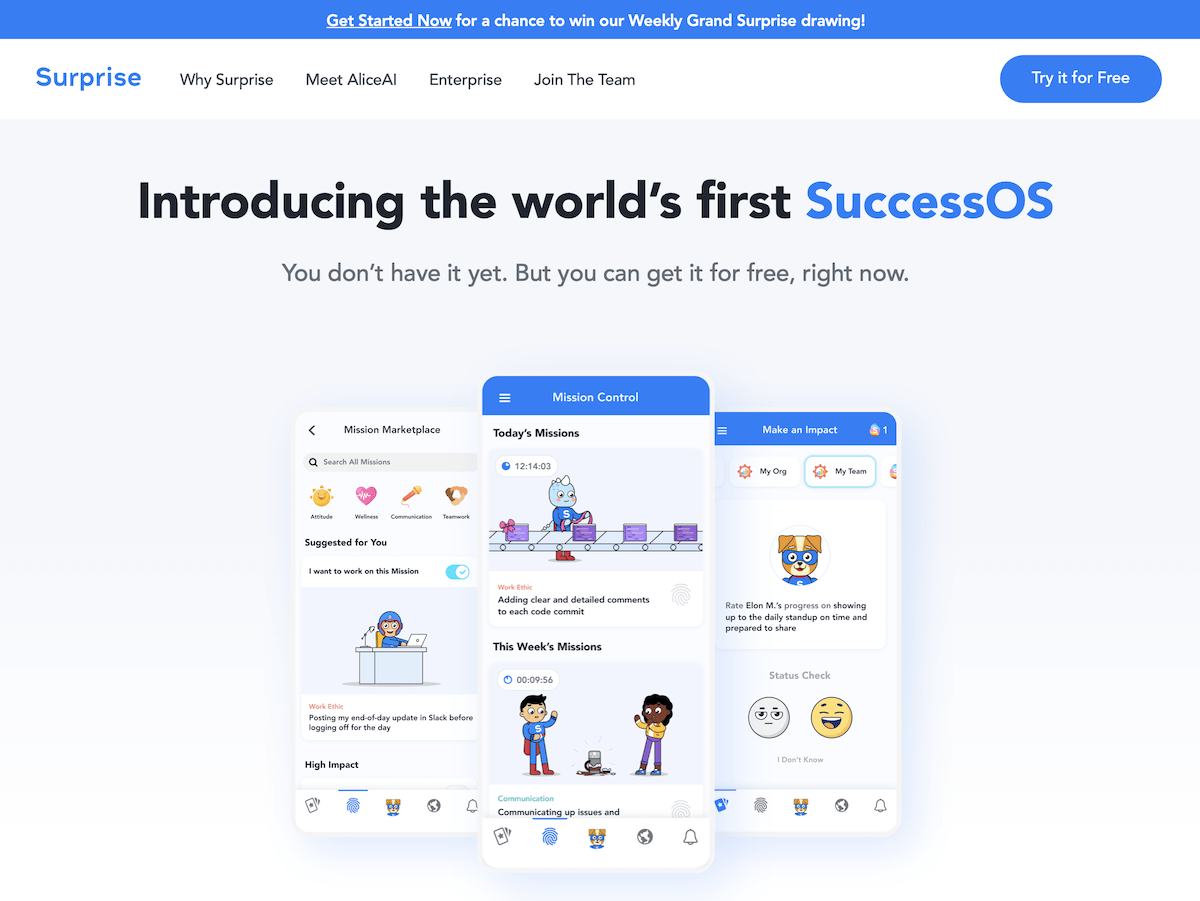 Get Started Now for a chance to win our Weekly Grand Surprise drawing!
Surprise
Why Surprise
Meet AliceAI
Enterprise
Join The Team
Try it for Free
Introducing the world's first SuccessOS
You don't have it yet. But you can get it for free, right now.
Mission Marketplace
Search All Missions
Attitude
Wellness
Communication
Teamwork
Suggested for You
I want to work on this Mission
Work Ethic
Posting my end-of-day update in Slack before
logging off for the day
High Impact
Mission Control
Today's Missions
12:14:03
S
Work Ethic
Adding clear and detailed comments
to each code commit
This Week's Missions
00:09:56
S
Communication
Communicating up issues and
Make an Impact
1
My Org
My Team
S
Rate Elon M.'s progress on showing
up to the daily standup on time and
prepared to share
Status Check
I Don't Know